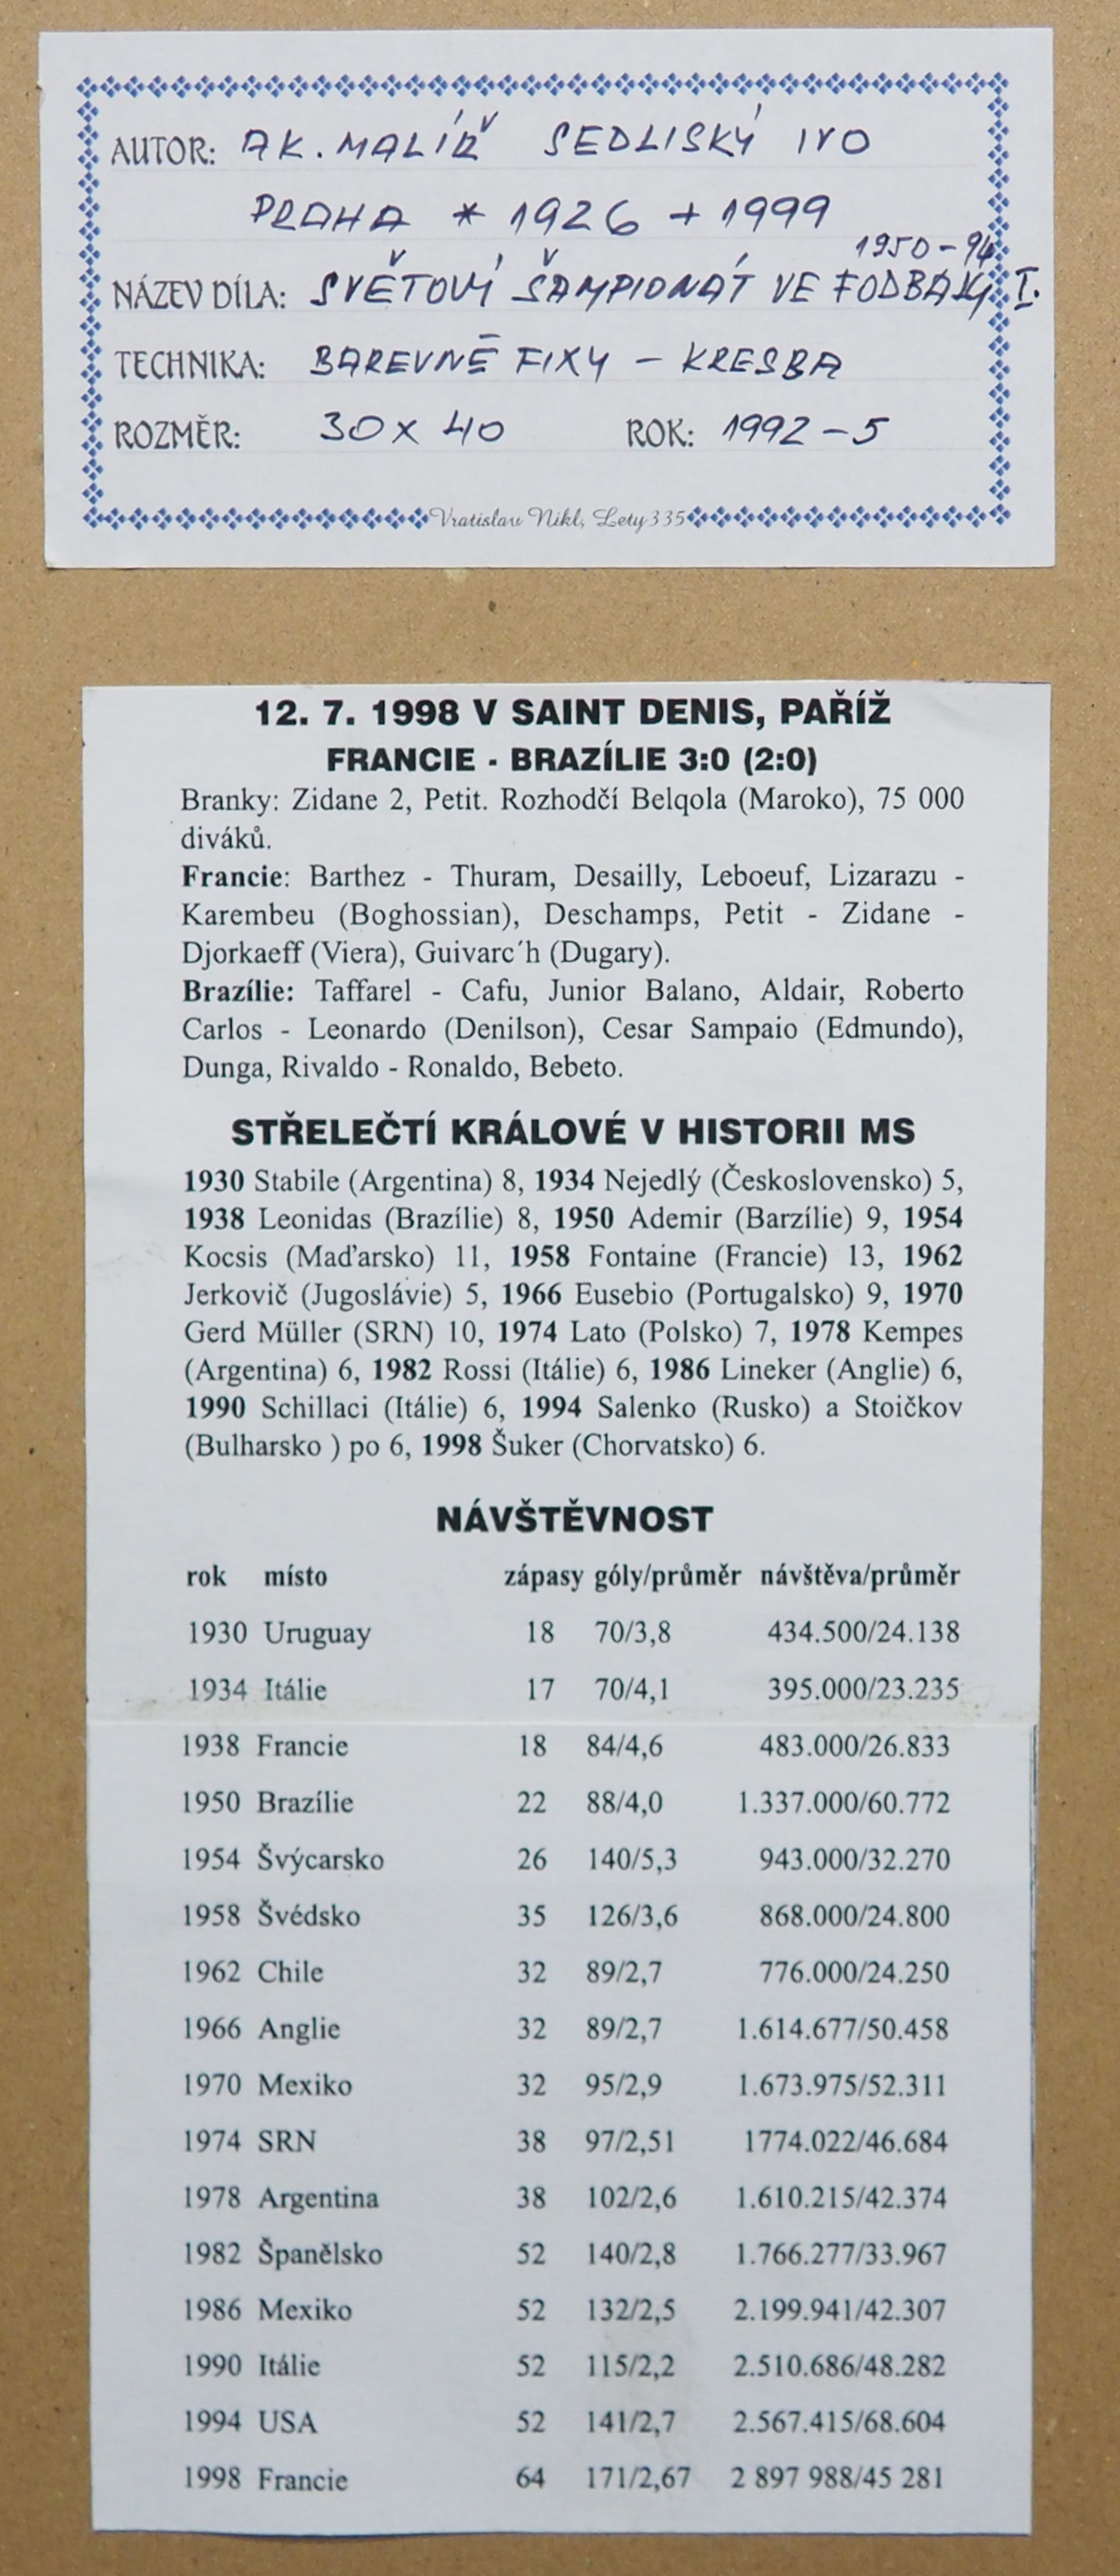 AUTOR: AK. MALÍŘ SEDLISKÝ IVO
PRAHA * 1926 + 1999
1950-94
NÁZEV DÍLA: SVĚTOVÝ ŠAMPIONÁT VE FODBALY I.
TECHNIKA: BAREVNÉ FIXY - KRESBA
ROZMĚR: 30 x 40 ROK: 1992-5
Vratislav Nikl, Lety 335
12. 7. 1998 V SAINT DENIS, PAŘÍŽ
FRANCIE - BRAZÍLIE 3:0 (2:0)
Branky: Zidane 2, Petit. Rozhodčí Belqola (Maroko), 75 000
diváků.
Francie: Barthez - Thuram, Desailly, Leboeuf, Lizarazu -
Karembeu (Boghossian), Deschamps, Petit - Zidane -
Djorkaeff (Viera), Guivarc´h (Dugary).
Brazílie: Taffarel - Cafu, Junior Balano, Aldair, Roberto
Carlos - Leonardo (Denilson), Cesar Sampaio (Edmundo),
Dunga, Rivaldo - Ronaldo, Bebeto.
STŘELEČTÍ KRÁLOVÉ V HISTORII MS
1930 Stabile (Argentina) 8, 1934 Nejedlý (Československo) 5,
1938 Leonidas (Brazílie) 8, 1950 Ademir (Barzílie) 9, 1954
Kocsis (Maďarsko) 11, 1958 Fontaine (Francie) 13, 1962
Jerkovič (Jugoslávie) 5, 1966 Eusebio (Portugalsko) 9, 1970
Gerd Müller (SRN) 10, 1974 Lato (Polsko) 7, 1978 Kempes
(Argentina) 6, 1982 Rossi (Itálie) 6, 1986 Lineker (Anglie) 6,
1990 Schillaci (Itálie) 6, 1994 Salenko (Rusko) a Stoičkov
(Bulharsko ) po 6, 1998 Šuker (Chorvatsko) 6.
NÁVŠTĚVNOST
rok místo zápasy góly/průměr návštěva/průměr
1930 Uruguay 18 70/3,8 434.500/24.138
1934 Itálie 17 70/4,1 395.000/23.235
1938 Francie 18 84/4,6 483.000/26.833
1950 Brazílie 22 88/4,0 1.337.000/60.772
1954 Švýcarsko 26 140/5,3 943.000/32.270
1958 Švédsko 35 126/3,6 868.000/24.800
1962 Chile 32 89/2,7 776.000/24.250
1966 Anglie 32 89/2,7 1.614.677/50.458
1970 Mexiko 32 95/2,9 1.673.975/52.311
1974 SRN 38 97/2,51 1774.022/46.684
1978 Argentina 38 102/2,6 1.610.215/42.374
1982 Španělsko 52 140/2,8 1.766.277/33.967
1986 Mexiko 52 132/2,5 2.199.941/42.307
1990 Itálie 52 115/2,2 2.510.686/48.282
1994 USA 52 141/2,7 2.567.415/68.604
1998 Francie 64 171/2,67 2 897 988/45 281